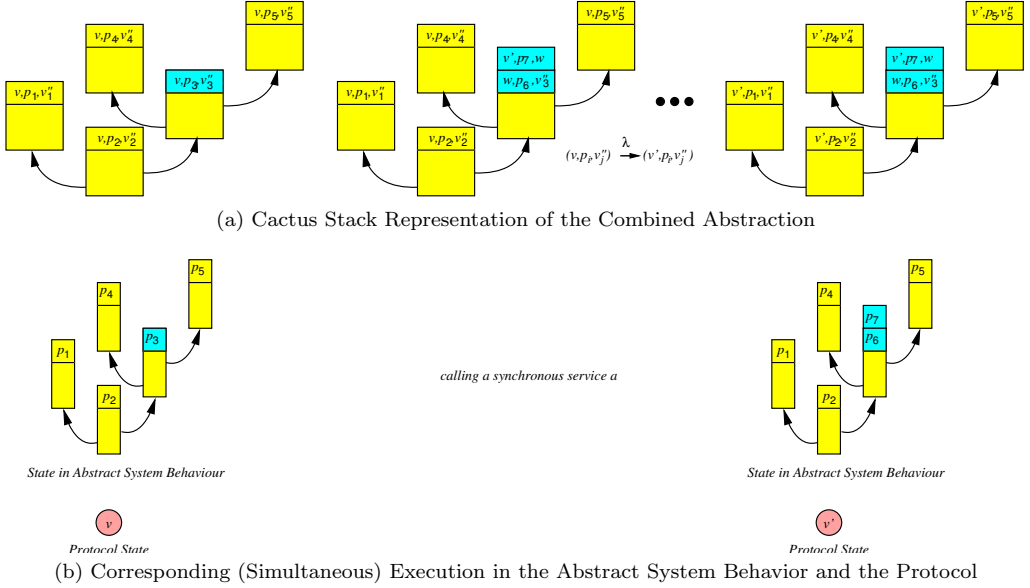 v,p5,v5″ v,p5,v5″ v',p5,v5″
v,p4,v4″ v,p4,v4″ v',p4,v4″
v',p7,w v',p7,w
v,p3,v3″ w,p6,v3″ w,p6,v3″
v,p1,v1″ v,p1,v1″ v',p1,v1″
v,p2,v2″ v,p2,v2″ v',p2,v2″
λ
(v,pi,vj″) (v',pi,vj″)
(a) Cactus Stack Representation of the Combined Abstraction
p5 p5
p4 p4
p7
p3 p6
p1 p1
p2 p2
calling a synchronous service a
State in Abstract System Behaviour State in Abstract System Behaviour
v v'
Protocol State Protocol State
(b) Corresponding (Simultaneous) Execution in the Abstract System Behavior and the Protocol